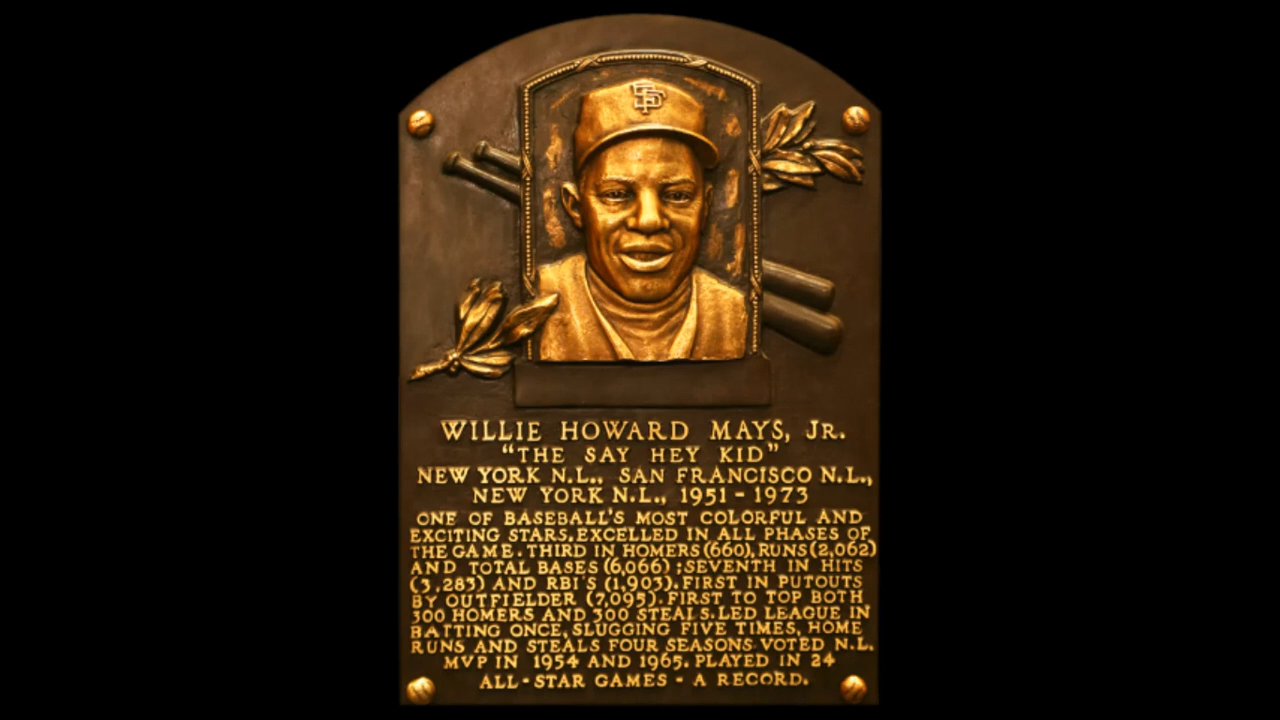 SF
WILLIE HOWARD MAYS, JR.
"THE SAY HEY KID"
NEW YORK N.L., SAN FRANCISCO N.L.,
NEW YORK N.L., 1951 - 1973
ONE OF BASEBALL'S MOST COLORFUL AND
EXCITING STARS. EXCELLED IN ALL PHASES OF
THE GAME. THIRD IN HOMERS (660), RUNS (2,062)
AND TOTAL BASES (6,066); SEVENTH IN HITS
(3,283) AND RBI'S (1,903). FIRST IN PUTOUTS
BY OUTFIELDER (7,095). FIRST TO TOP BOTH
300 HOMERS AND 300 STEALS. LED LEAGUE IN
BATTING ONCE, SLUGGING FIVE TIMES, HOME
RUNS AND STEALS FOUR SEASONS. VOTED N.L.
MVP IN 1954 AND 1965. PLAYED IN 24
ALL-STAR GAMES - A RECORD.